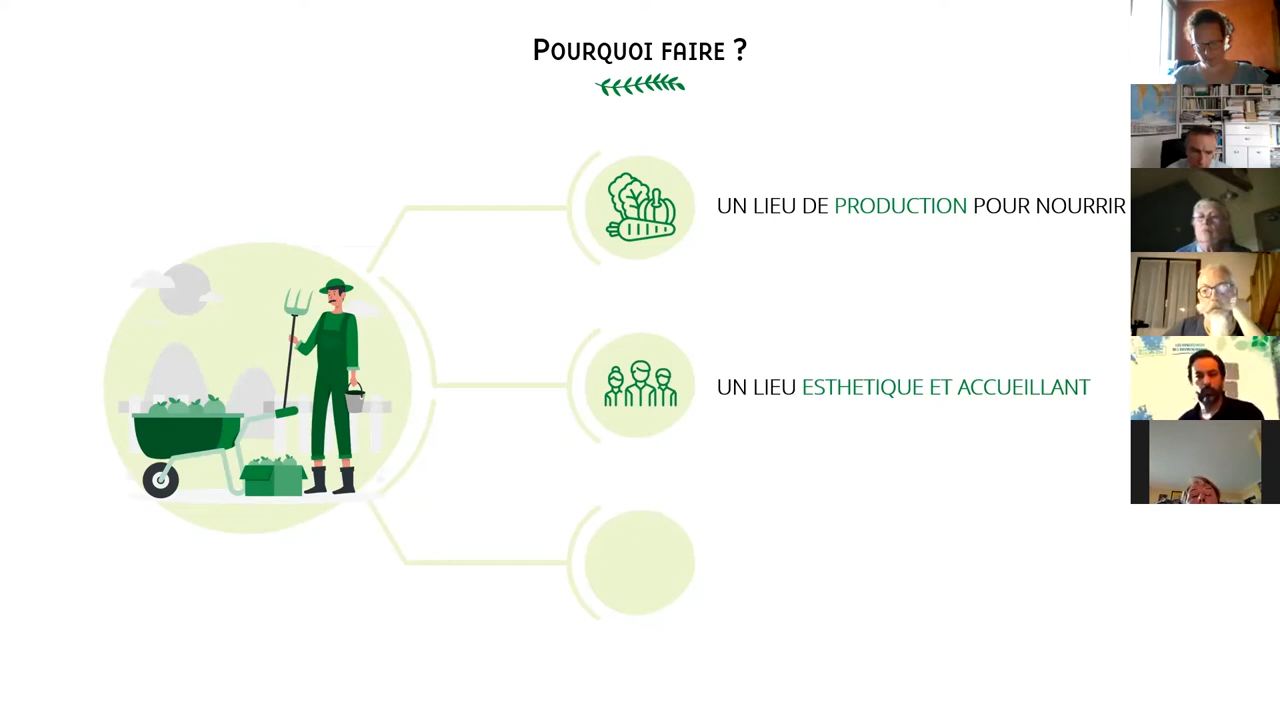 POURQUOI FAIRE ?
UN LIEU DE PRODUCTION POUR NOURRIR
UN LIEU ESTHETIQUE ET ACCUEILLANT